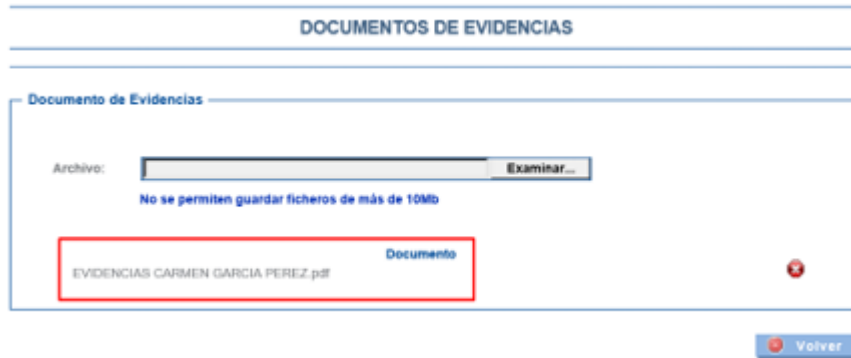 DOCUMENTOS DE EVIDENCIAS
Documento de Evidencias
Archivo:
Examinar...
No se permiten guardar ficheros de más de 10Mb
Documento
EVIDENCIAS CARMEN GARCIA PEREZ.pdf
Volver